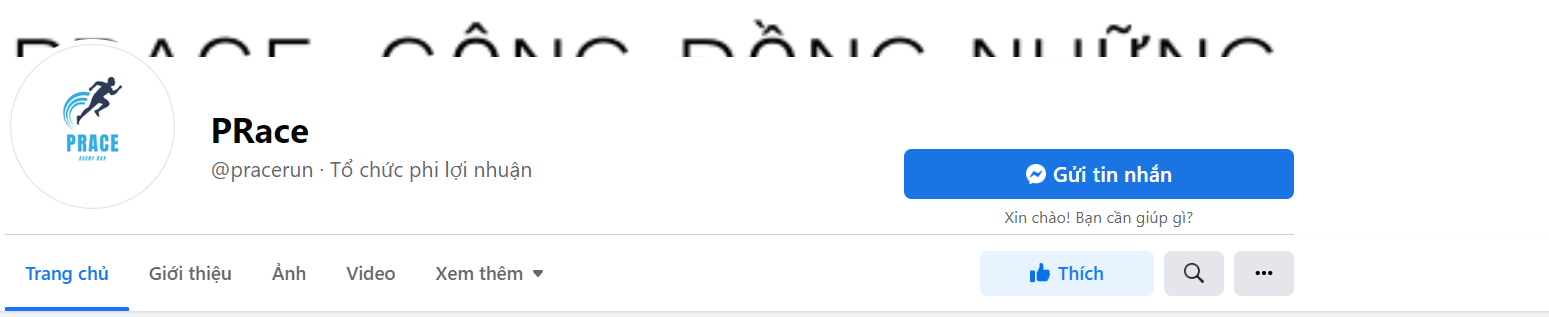 PRACE CỘNG ĐỒNG NHỮNG
PRACE
EVERY DAY
PRace
@pracerun · Tổ chức phi lợi nhuận
Gửi tin nhắn
Xin chào! Bạn cần giúp gì?
Trang chủ
Giới thiệu
Ảnh
Video
Xem thêm
Thích